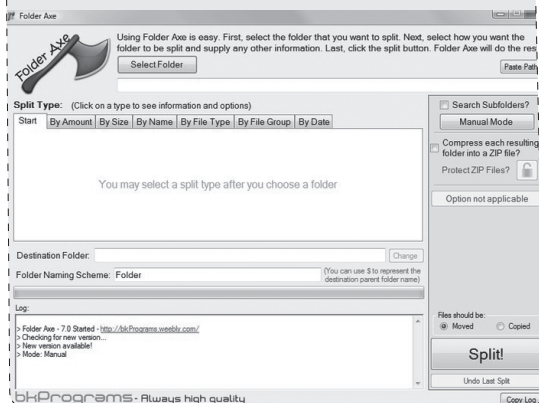 Folder Axe
Folder Axe
Using Folder Axe is easy. First, select the folder that you want to split. Next, select how you want the
folder to be split and supply any other information. Last, click the split button. Folder Axe will do the res
Select Folder
Paste Path
Split Type: (Click on a type to see information and options)
Start By Amount By Size By Name By File Type By File Group By Date
You may select a split type after you choose a folder
Search Subfolders?
Manual Mode
Compress each resulting
folder into a ZIP file?
Protect ZIP Files?
Option not applicable
Destination Folder:
Change
Folder Naming Scheme: Folder
(You can use $ to represent the
destination parent folder name)
Log:
> Folder Axe - 7.0 Started - http://bkPrograms.weebly.com/
> Checking for new version...
> New version available!
> Mode: Manual
Files should be:
Moved Copied
Split!
Undo Last Split
bkPrograms - Always high quality
Copy Log